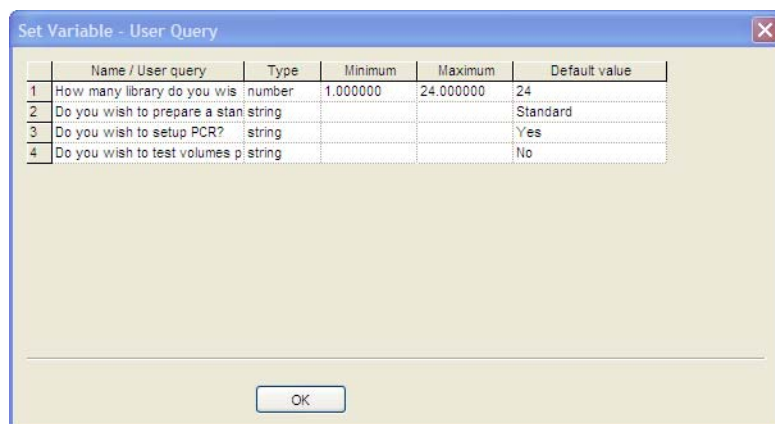 Set Variable - User Query
Name / User query Type Minimum Maximum Default value
1 How many library do you wis number 1.000000 24.000000 24
2 Do you wish to prepare a stan string Standard
3 Do you wish to setup PCR? string Yes
4 Do you wish to test volumes p string No
OK